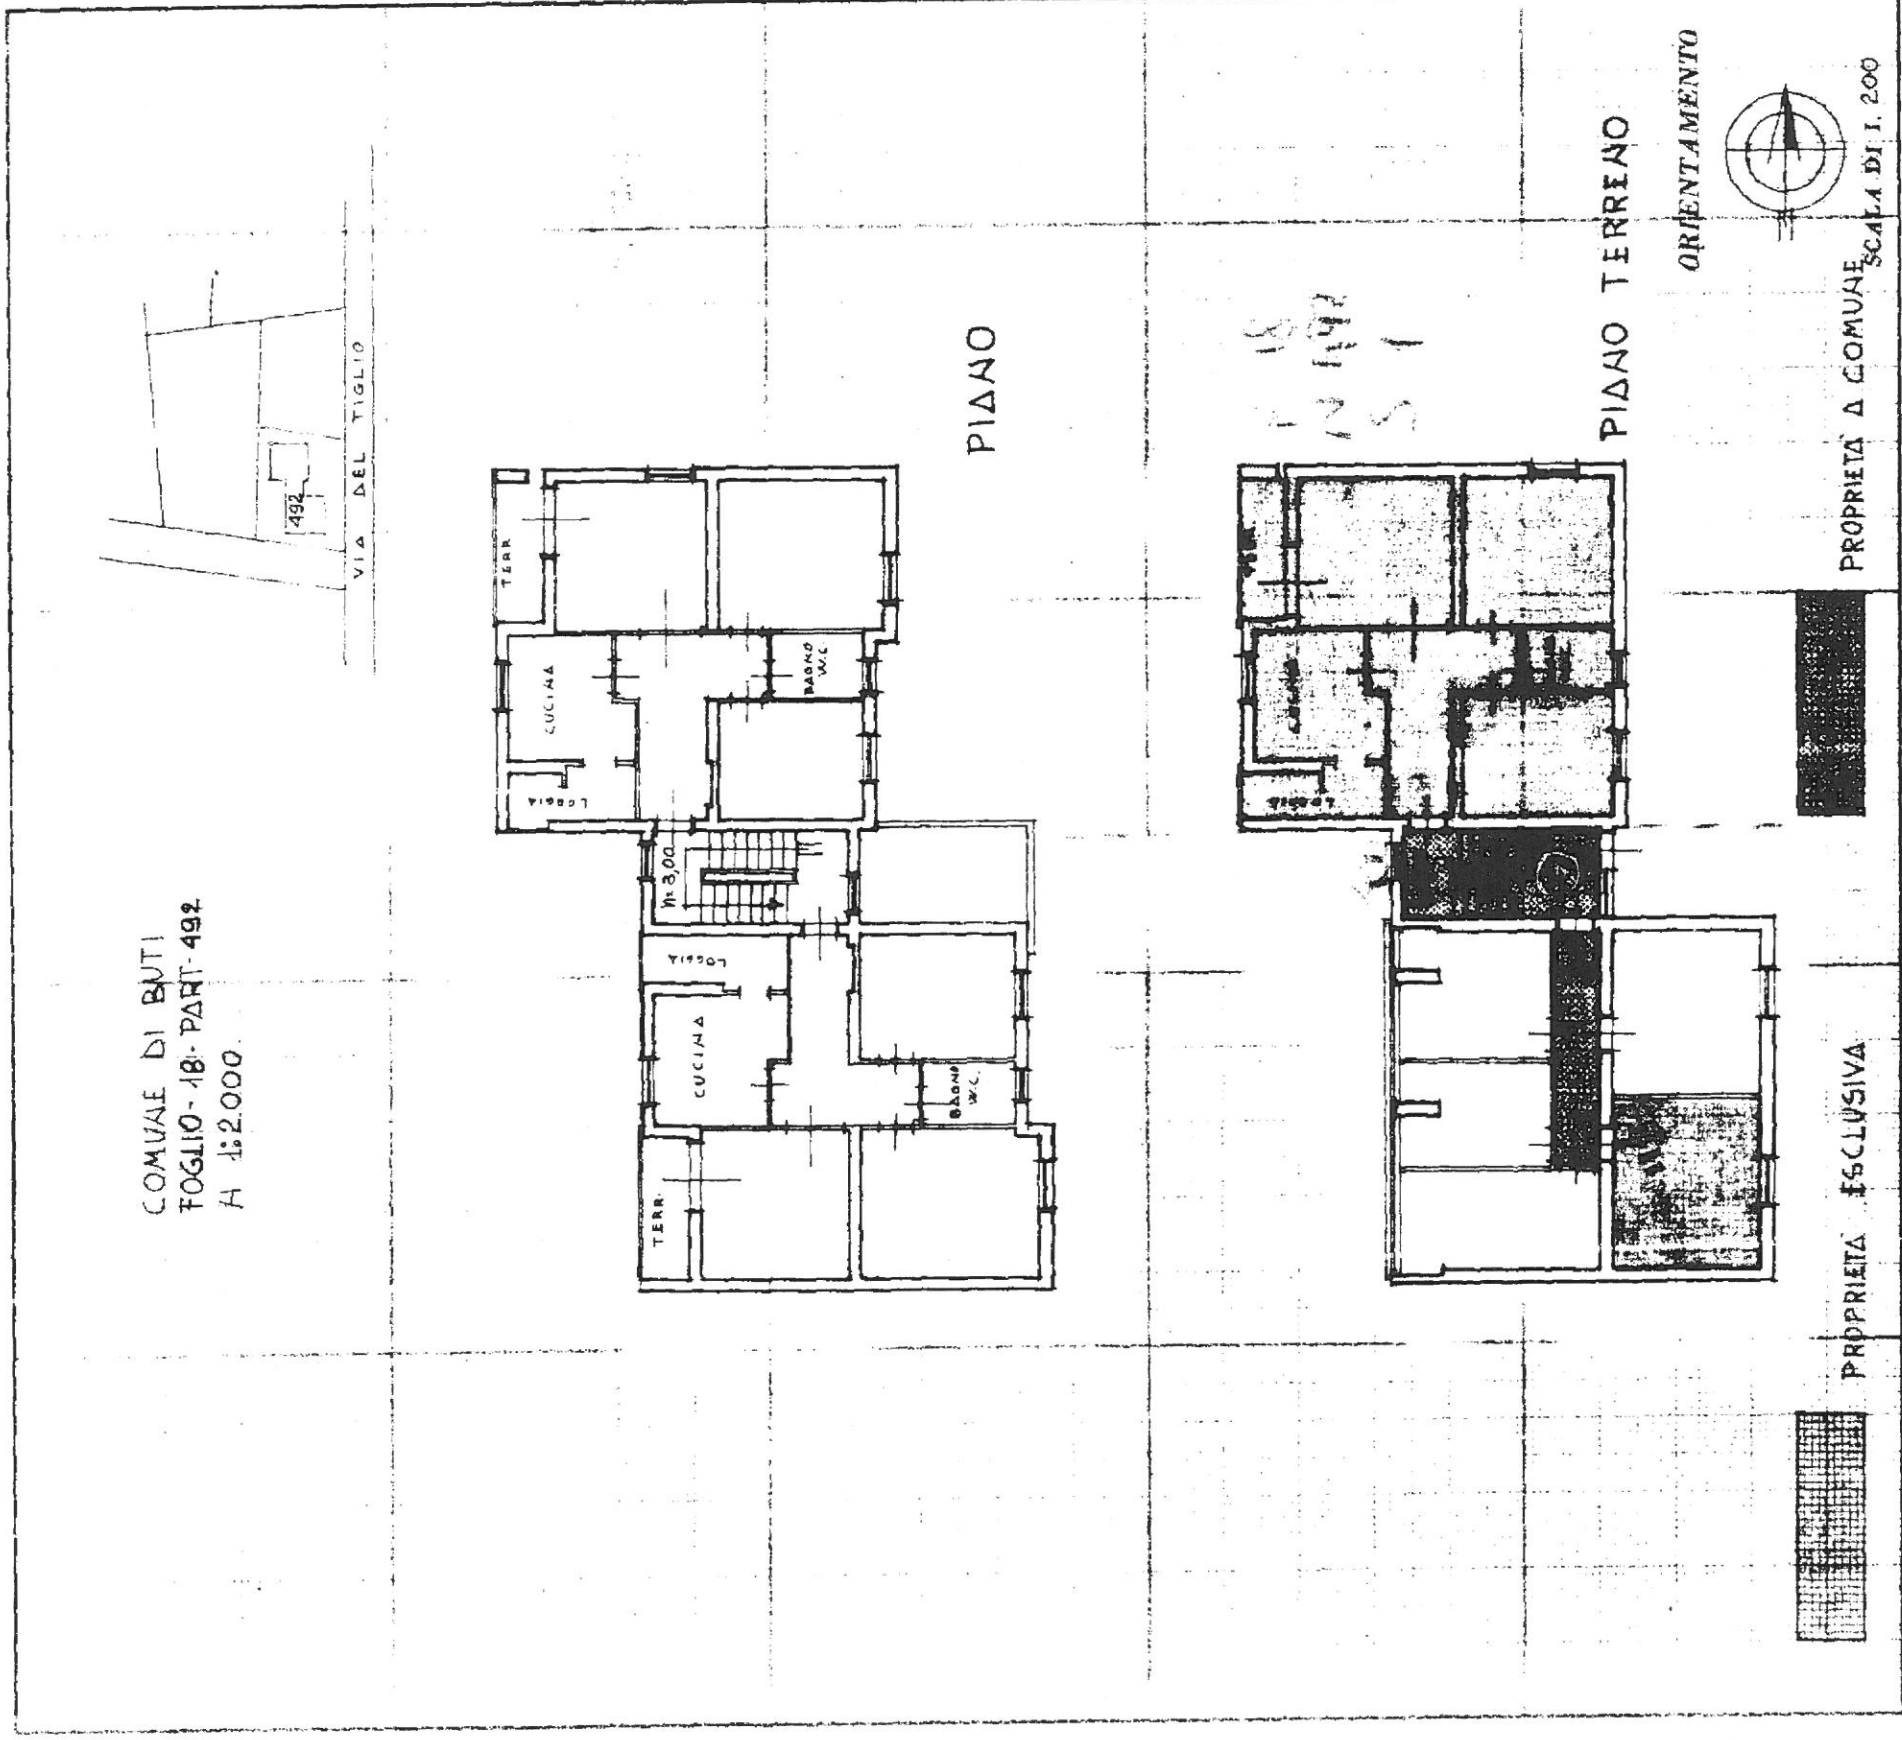 COMUNE DI BUTI
FOGLIO - 18 - PART - 492
A 1:2.000.
492
VIA DEL TIGLIO
TERR.
CUCINA
LOGGIA
CUCINA
LOGGIA
TERR
h= 3,00
BAGNO
W.C.
BAGNO
W.C.
PIANO
CUCINA
LOGGIA
PIANO TERRENO
ORIENTAMENTO
PROPRIETÀ ESCLUSIVA
PROPRIETÀ A COMUNE
SCALA DI 1. 200